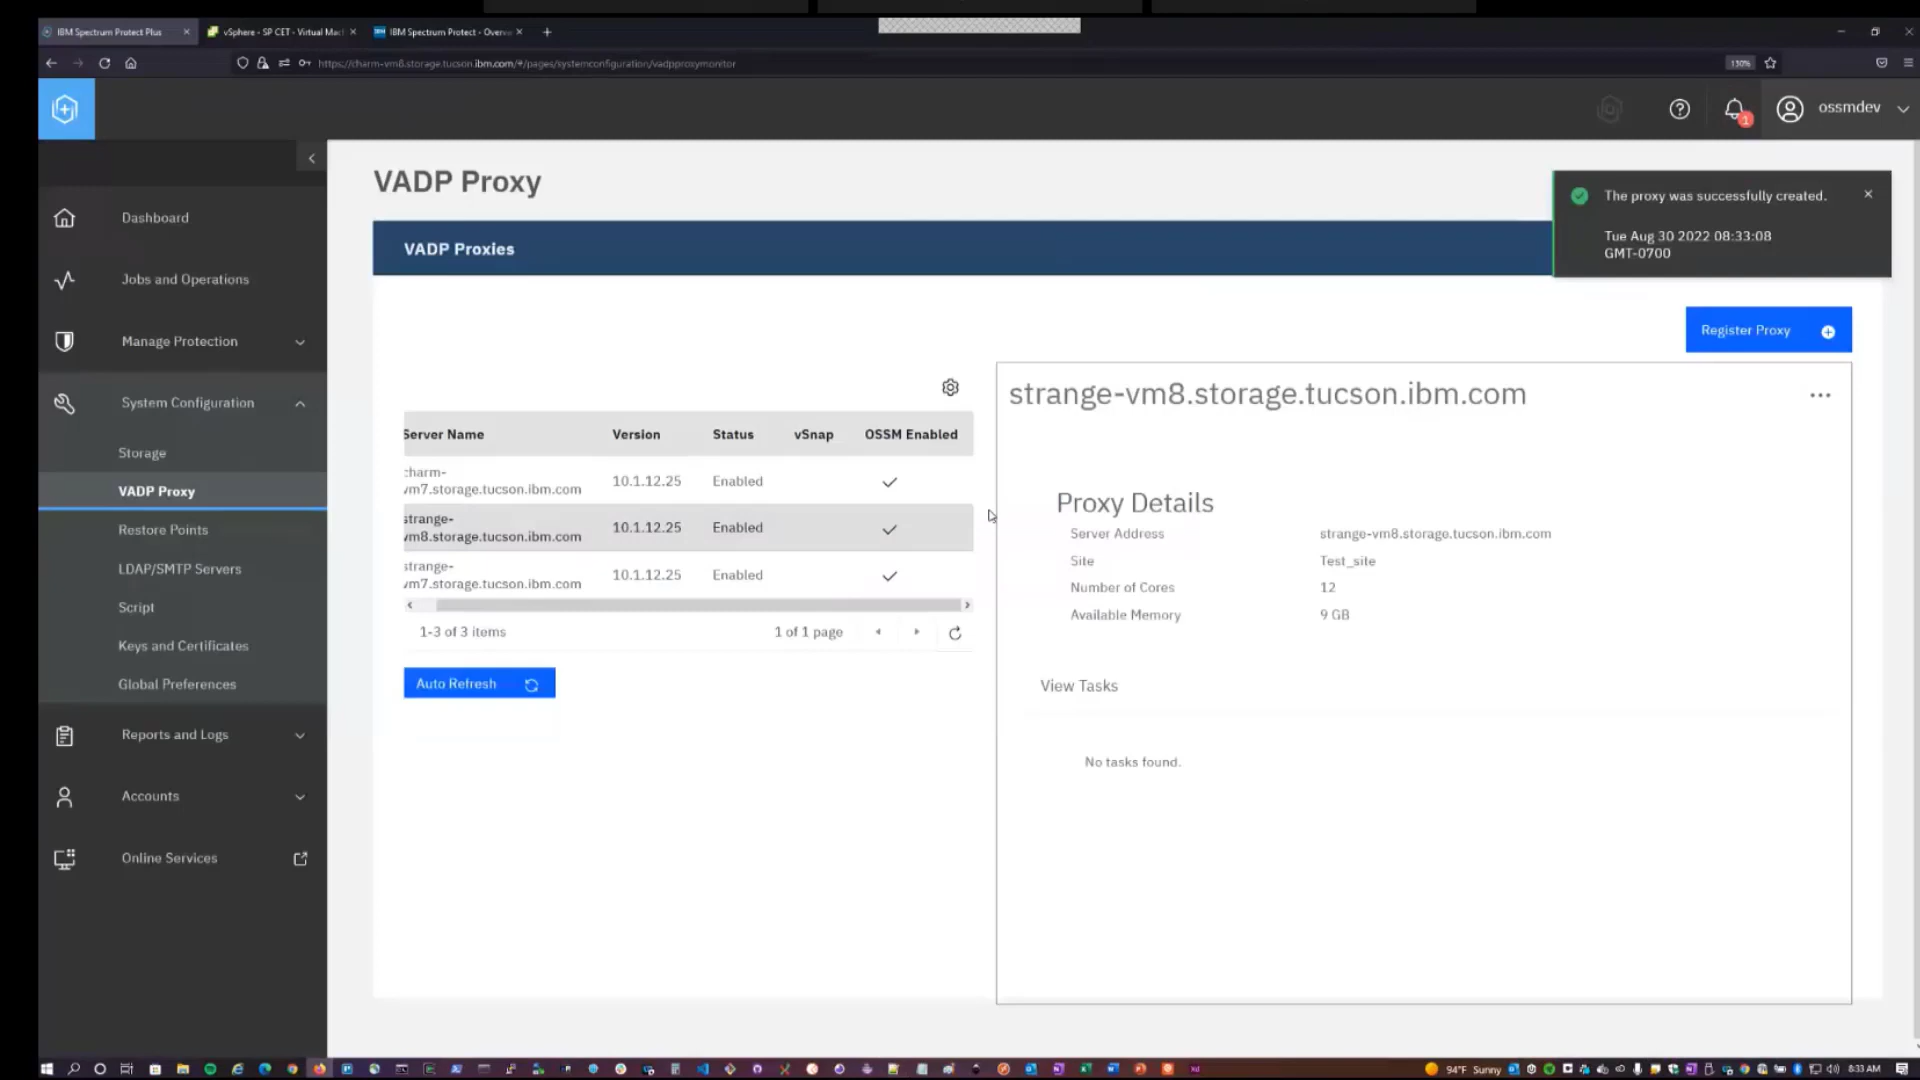 IBM Spectrum Protect Plus
vSphere - SP CET - Virtual Mac
IBM Spectrum Protect - Overv
https://charm-vm8.storage.tucson.ibm.com/#/pages/systemconfiguration/vadpproxymonitor
130%
1
ossmdev
Dashboard
Jobs and Operations
Manage Protection
System Configuration
Storage
VADP Proxy
Restore Points
LDAP/SMTP Servers
Script
Keys and Certificates
Global Preferences
Reports and Logs
Accounts
Online Services
VADP Proxy
The proxy was successfully created.
Tue Aug 30 2022 08:33:08
GMT-0700
VADP Proxies
Register Proxy
Server Name Version Status vSnap OSSM Enabled
charm-
vm7.storage.tucson.ibm.com 10.1.12.25 Enabled
strange-
vm8.storage.tucson.ibm.com 10.1.12.25 Enabled
strange-
vm7.storage.tucson.ibm.com 10.1.12.25 Enabled
1-3 of 3 items 1 of 1 page
Auto Refresh
strange-vm8.storage.tucson.ibm.com
Proxy Details
Server Address strange-vm8.storage.tucson.ibm.com
Site Test_site
Number of Cores 12
Available Memory 9 GB
View Tasks
No tasks found.
94°F Sunny
8:33 AM